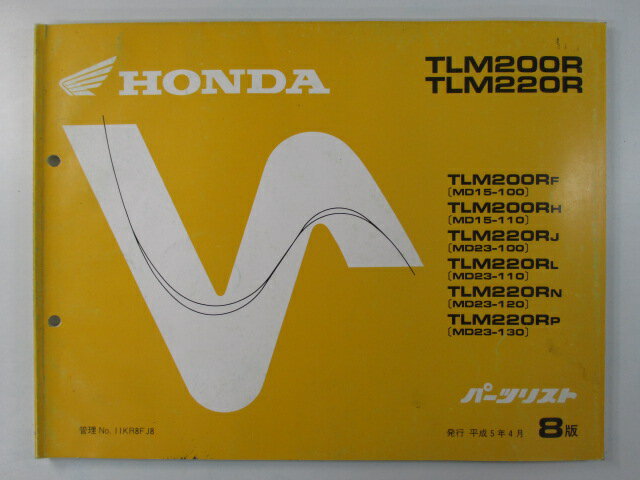 HONDA
TLM200R
TLM220R
TLM200RF
(MD15-100)
TLM200RH
(MD15-110)
TLM220RJ
(MD23-100)
TLM220RL
(MD23-110)
TLM220RN
(MD23-120)
TLM220RP
(MD23-130)
パーツリスト
管理 No. 11KR8FJ8
発行 平成5年4月 8版